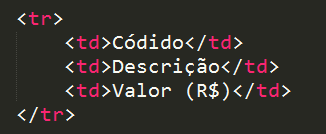 <tr>
<td>Códido</td>
<td>Descrição</td>
<td>Valor (R$)</td>
</tr>